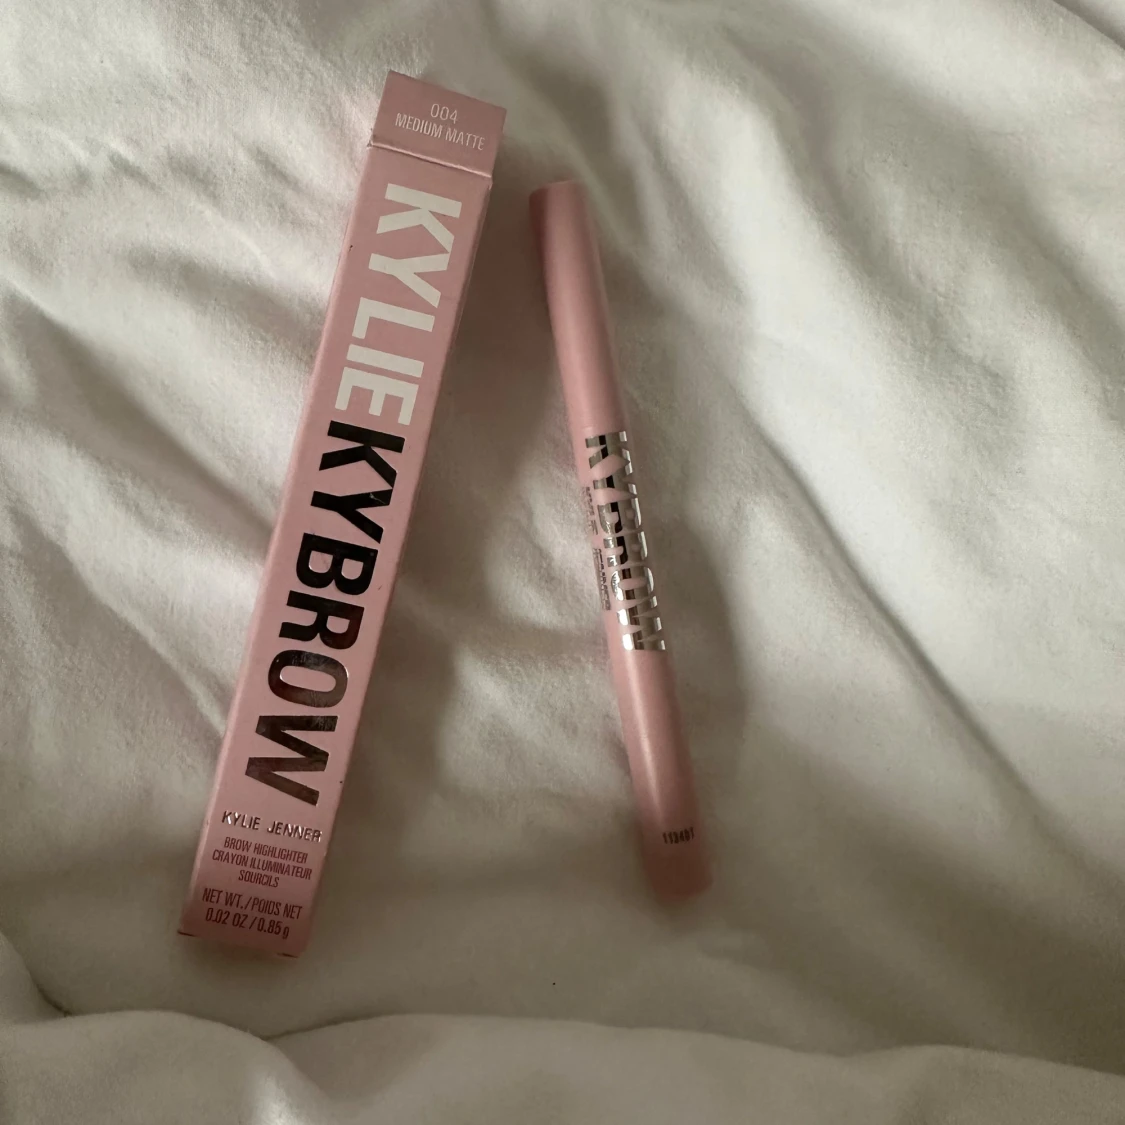 004
MEDIUM MATTE
KYLIE KYBROW
KYLIE JENNER
BROW HIGHLIGHTER
CRAYON ILLUMINATEUR
SOURCILS
NET WT./POIDS NET
0.02 OZ / 0.85 g
KYBROW